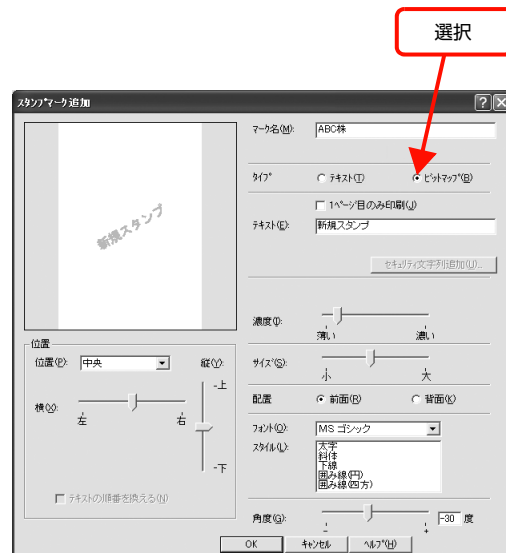 選択
スタンプマーク追加
マーク名(M): ABC株
タイプ テキスト(T) ビットマップ(B)
1ページ目のみ印刷(J)
テキスト(E): 新規スタンプ
セキュリティ文字列追加(U)...
新規スタンプ
濃度(I):
薄い 濃い
サイズ(S):
小 大
配置 前面(R) 背面(K)
フォント(O): MS ゴシック
スタイル(L): 太字
斜体
下線
囲み線(円)
囲み線(四方)
角度(G): -30 度
- +
位置
位置(P): 中央 縦(Y):
-上
横(X):
左 右
-下
テキストの順番を換える(N)
OK キャンセル ヘルプ(H)